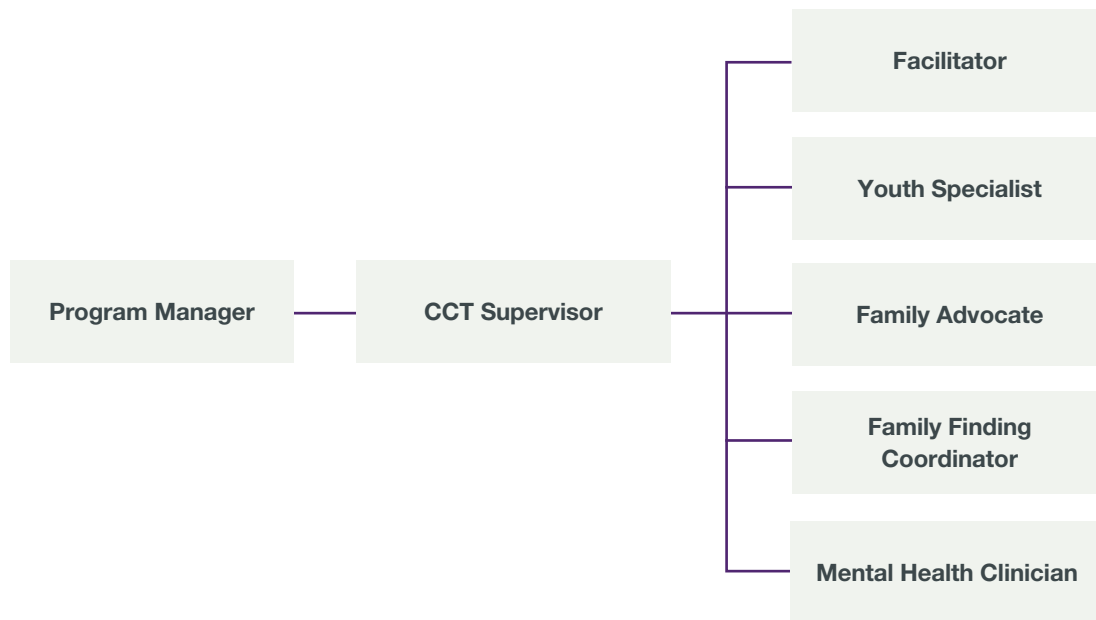 Program Manager
CCT Supervisor
Facilitator
Youth Specialist
Family Advocate
Family Finding
Coordinator
Mental Health Clinician